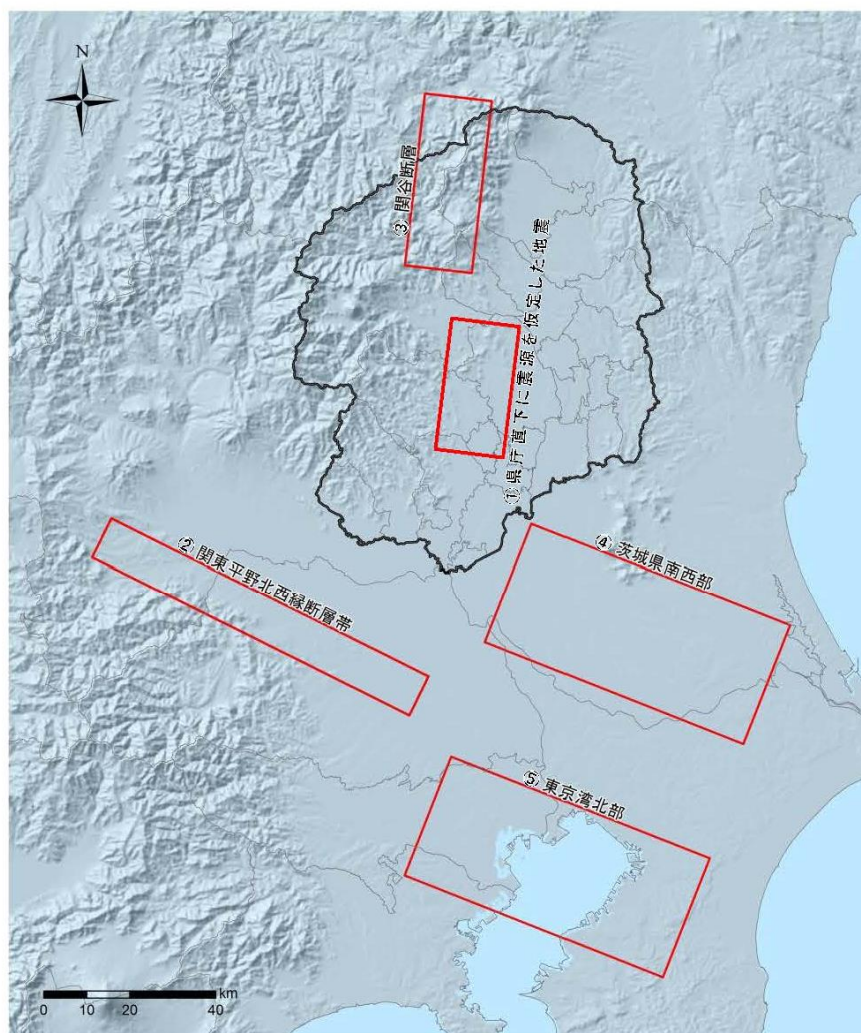 N
(3) 関谷断層
(1) 県庁直下に震源を仮定した地震
(2) 関東平野北西縁断層帯
(4) 茨城県南西部
(5) 東京湾北部
km
0 10 20 40